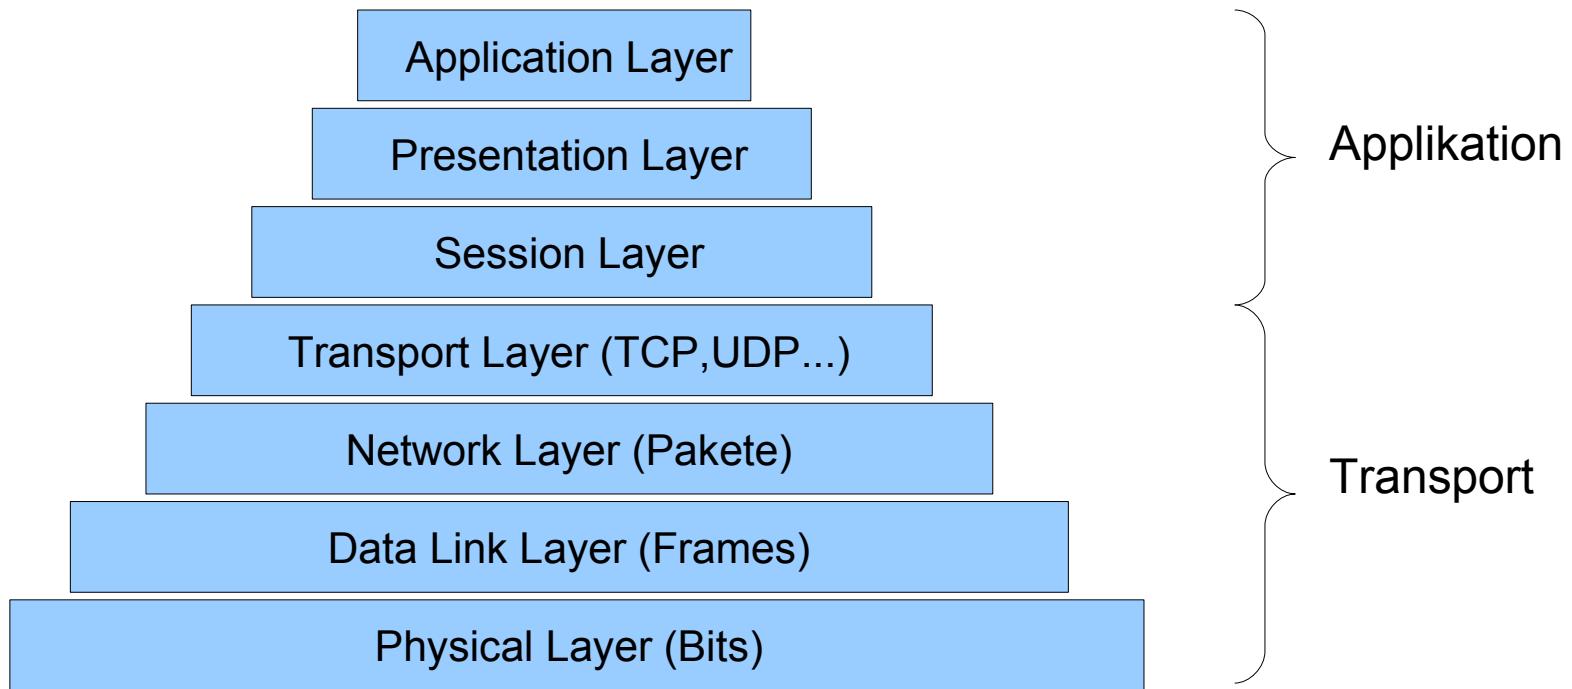 Application Layer
Presentation Layer
Session Layer
Transport Layer (TCP,UDP...)
Network Layer (Pakete)
Data Link Layer (Frames)
Physical Layer (Bits)
Applikation
Transport